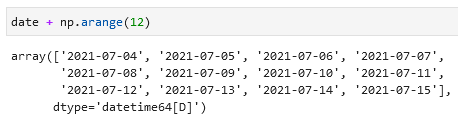 date + np.arange(12)
array(['2021-07-04', '2021-07-05', '2021-07-06', '2021-07-07',
'2021-07-08', '2021-07-09', '2021-07-10', '2021-07-11',
'2021-07-12', '2021-07-13', '2021-07-14', '2021-07-15'],
dtype='datetime64[D]')